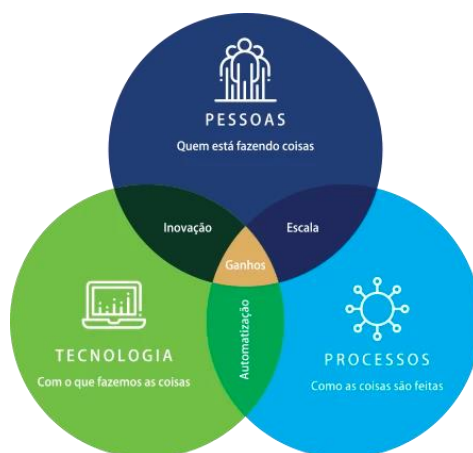 PESSOAS
Quem está fazendo coisas
Inovação
Escala
Ganhos
Automatização
TECNOLOGIA
Com o que fazemos as coisas
PROCESSOS
Como as coisas são feitas